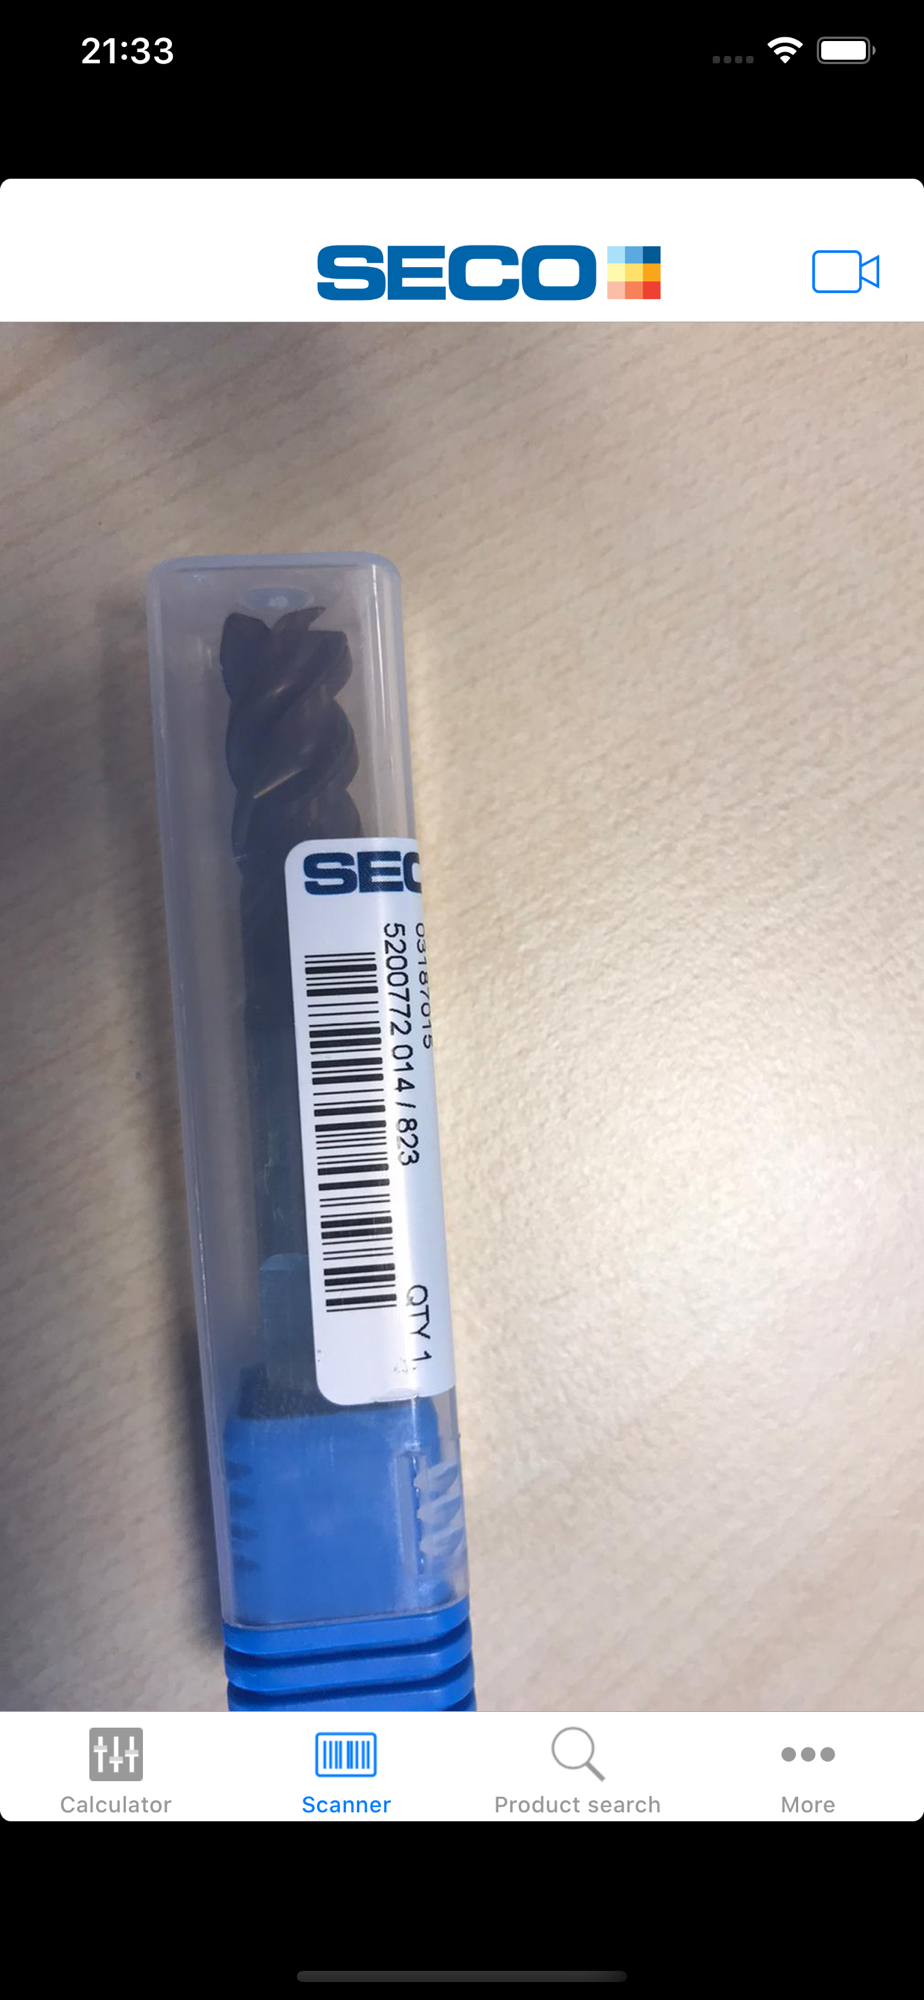 21:33
SECO
SEC
03187015
5200772 014 / 823
QTY 1
Calculator
Scanner
Product search
More